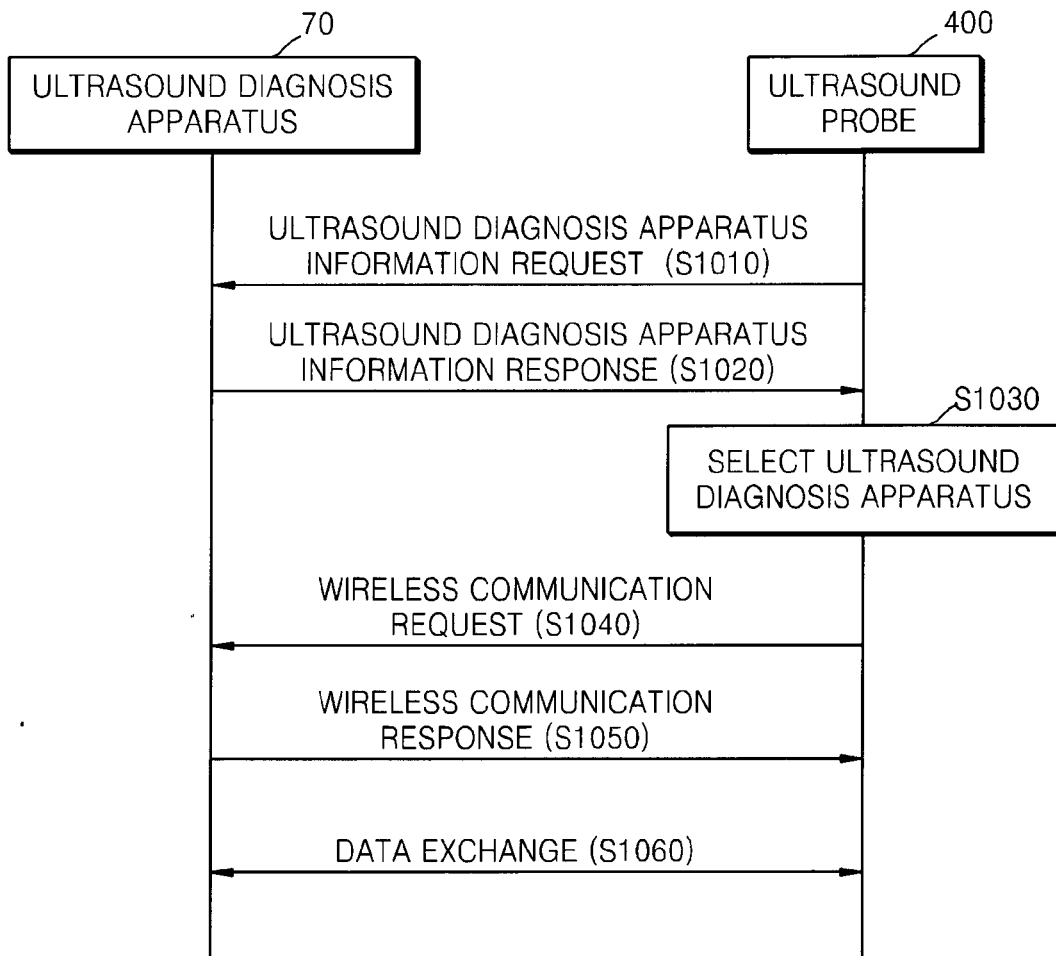 70
400
ULTRASOUND DIAGNOSIS
APPARATUS
ULTRASOUND
PROBE
ULTRASOUND DIAGNOSIS APPARATUS
INFORMATION REQUEST (S1010)
ULTRASOUND DIAGNOSIS APPARATUS
INFORMATION RESPONSE (S1020)
S1030
SELECT ULTRASOUND
DIAGNOSIS APPARATUS
WIRELESS COMMUNICATION
REQUEST (S1040)
WIRELESS COMMUNICATION
RESPONSE (S1050)
DATA EXCHANGE (S1060)